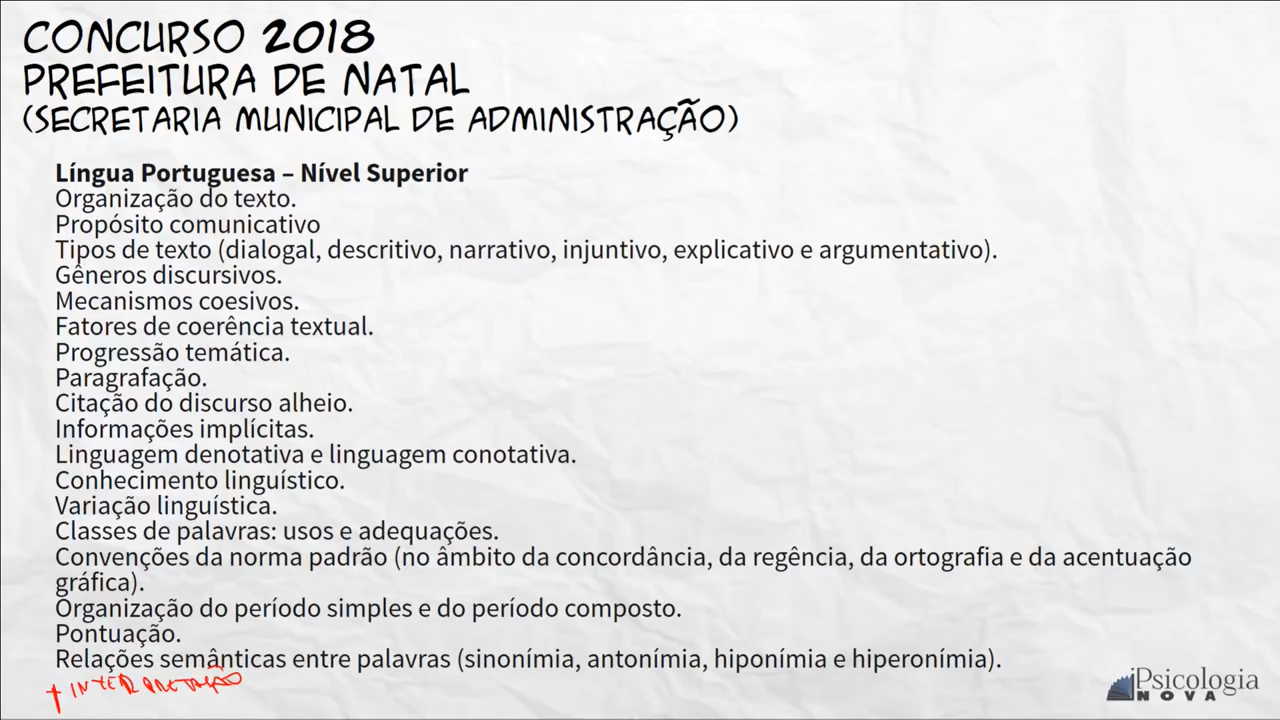 CONCURSO 2018
PREFEITURA DE NATAL
(SECRETARIA MUNICIPAL DE ADMINISTRAÇÃO)
Língua Portuguesa – Nível Superior
Organização do texto.
Propósito comunicativo
Tipos de texto (dialogal, descritivo, narrativo, injuntivo, explicativo e argumentativo).
Gêneros discursivos.
Mecanismos coesivos.
Fatores de coerência textual.
Progressão temática.
Paragrafação.
Citação do discurso alheio.
Informações implícitas.
Linguagem denotativa e linguagem conotativa.
Conhecimento linguístico.
Variação linguística.
Classes de palavras: usos e adequações.
Convenções da norma padrão (no âmbito da concordância, da regência, da ortografia e da acentuação
gráfica).
Organização do período simples e do período composto.
Pontuação.
Relações semânticas entre palavras (sinonímia, antonímia, hiponímia e hiperonímia).
+ INTERPRETAÇÃO
Psicologia
NOVA